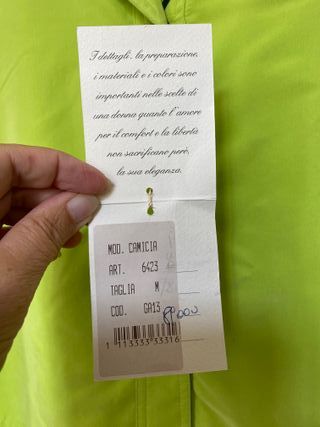 I dettagli, la preparazione,
i materiali e i colori sono
importanti nelle scelte di
una donna quanto l'amore
per il comfort e la libertà
non sacrificano però,
la sua eleganza.
MOD. CAMICIA
ART. 6423
TAGLIA M
COD. GA13
1 113333 33316